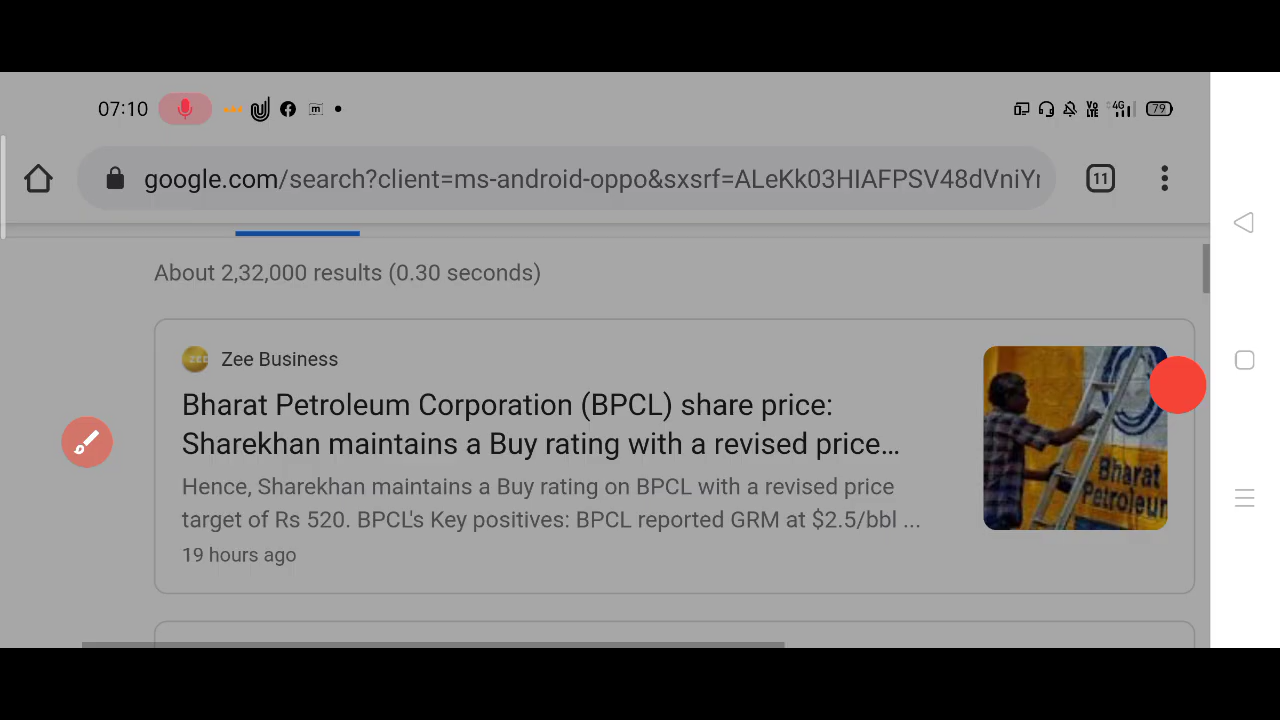 07:10
4G
79
google.com/search?client=ms-android-oppo&sxsrf=ALeKk03HIAFPSV48dVniY
11
About 2,32,000 results (0.30 seconds)
Zee Business
Bharat Petroleum Corporation (BPCL) share price:
Sharekhan maintains a Buy rating with a revised price...
Hence, Sharekhan maintains a Buy rating on BPCL with a revised price
target of Rs 520. BPCL's Key positives: BPCL reported GRM at $2.5/bbl ...
19 hours ago
Bharat
Petroleum